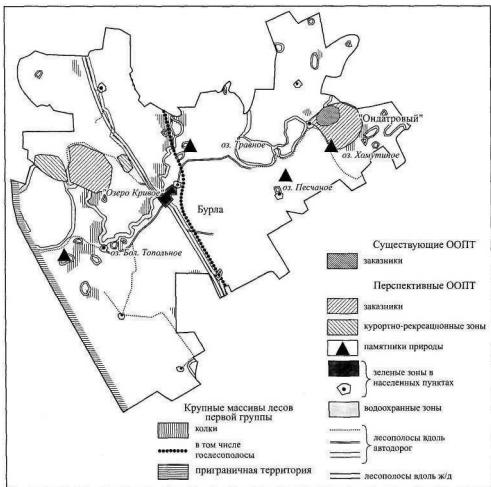 "Ондатровый"
оз. Травное
оз. Хомутиное
оз. Песчаное
"Озеро Кривое"
Бурла
оз. Бол. Топольное
Существующие ООПТ
заказники
Перспективные ООПТ
заказники
курортно-рекреационные зоны
памятники природы
зеленые зоны в
населенных пунктах
водоохранные зоны
лесополосы вдоль
автодорог
лесополосы вдоль ж/д
Крупные массивы лесов
первой группы
колки
в том числе
гослесополосы
приграничная территория